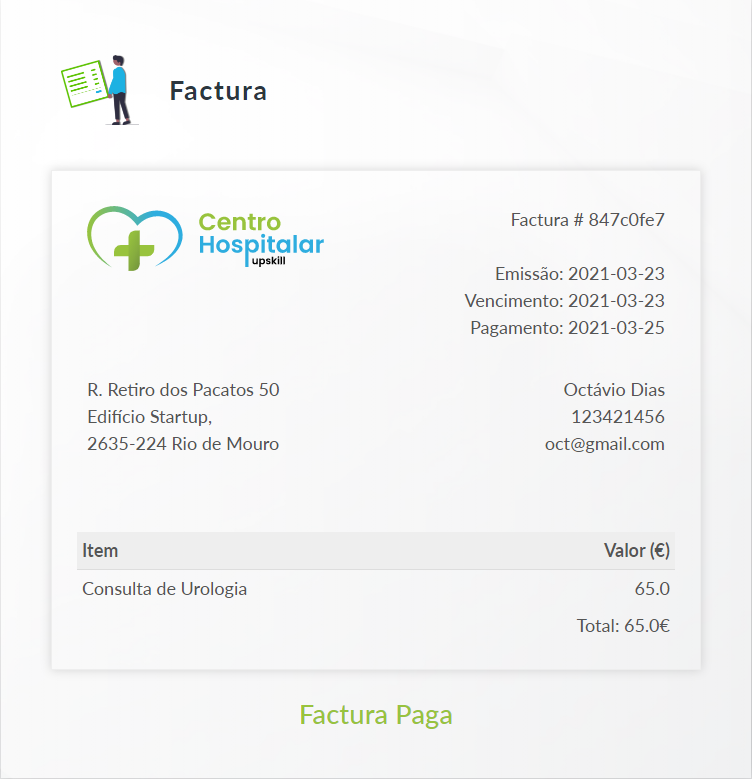 Factura
Centro
Hospitalar
upskill
Factura # 847c0fe7
Emissão: 2021-03-23
Vencimento: 2021-03-23
Pagamento: 2021-03-25
R. Retiro dos Pacatos 50
Edifício Startup,
2635-224 Rio de Mouro
Octávio Dias
123421456
oct@gmail.com
Item Valor (€)
Consulta de Urologia 65.0
Total: 65.0€
Factura Paga